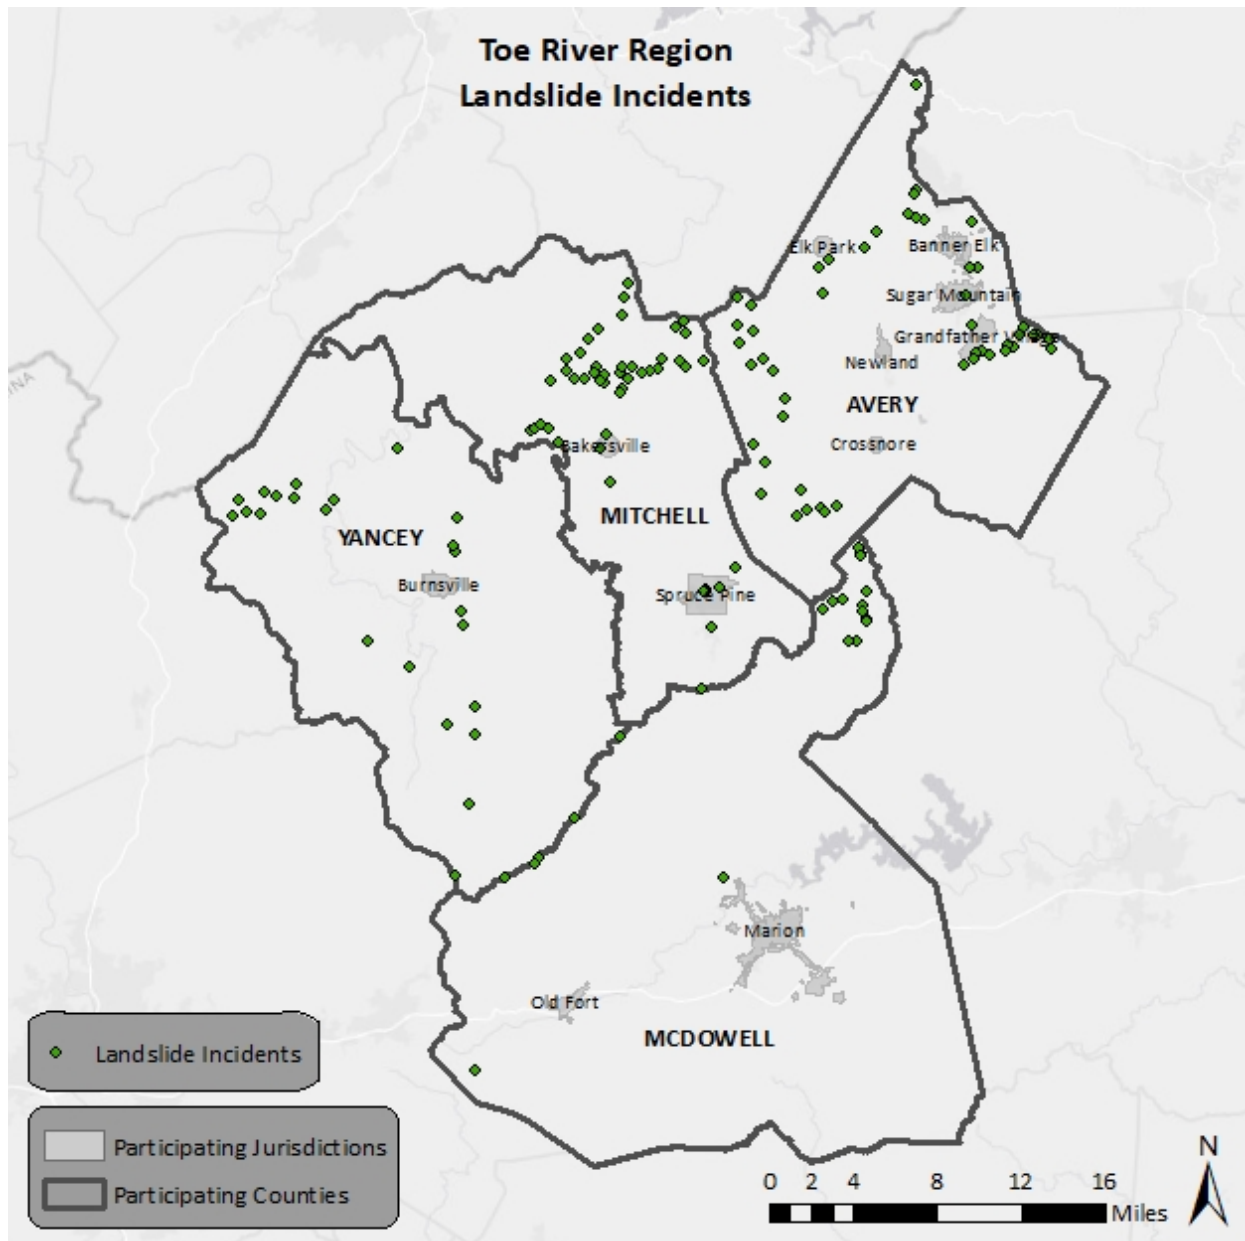 Toe River Region
Landslide Incidents
Elk Park
Banner Elk
Sugar Mountain
Grandfather Village
Newland
AVERY
Crossnore
INA
Bakersville
MITCHELL
YANCEY
Burnsville
Spruce Pine
Marion
Old Fort
MCDOWELL
Landslide Incidents
Participating Jurisdictions
Participating Counties
0 2 4 8 12 16
Miles
N